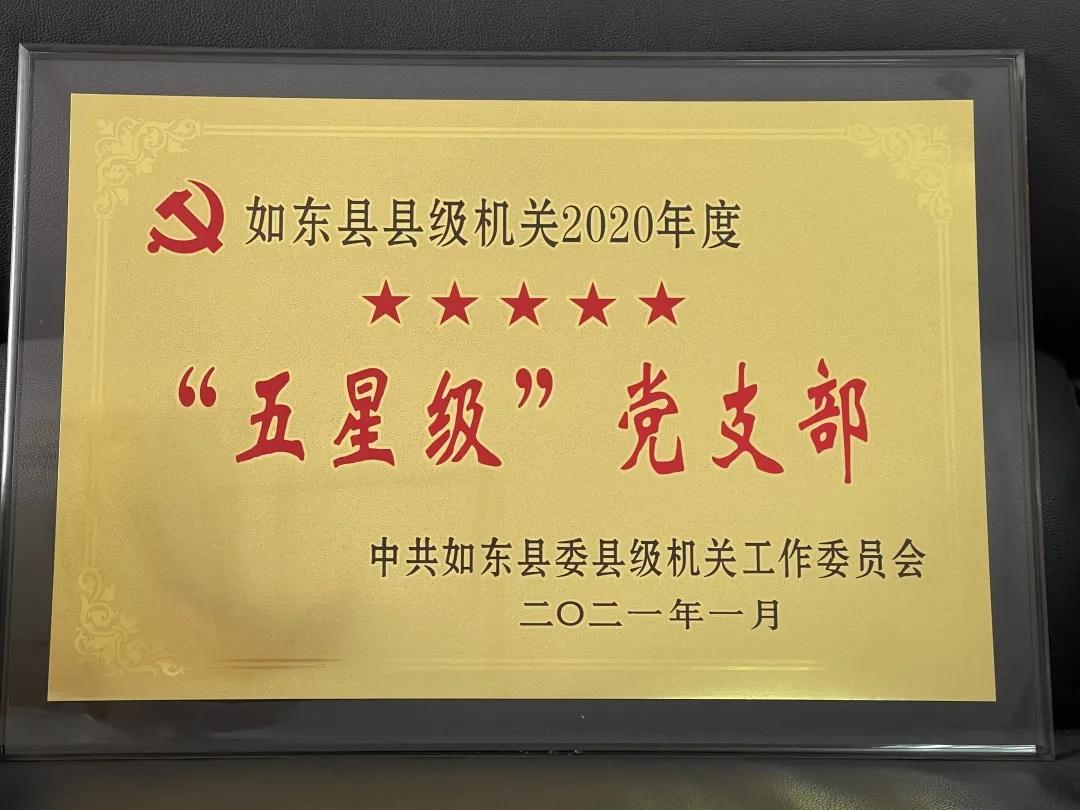 如东县县级机关2020年度
★★★★★
“五星级”党支部
中共如东县委县级机关工作委员会
二〇二一年一月